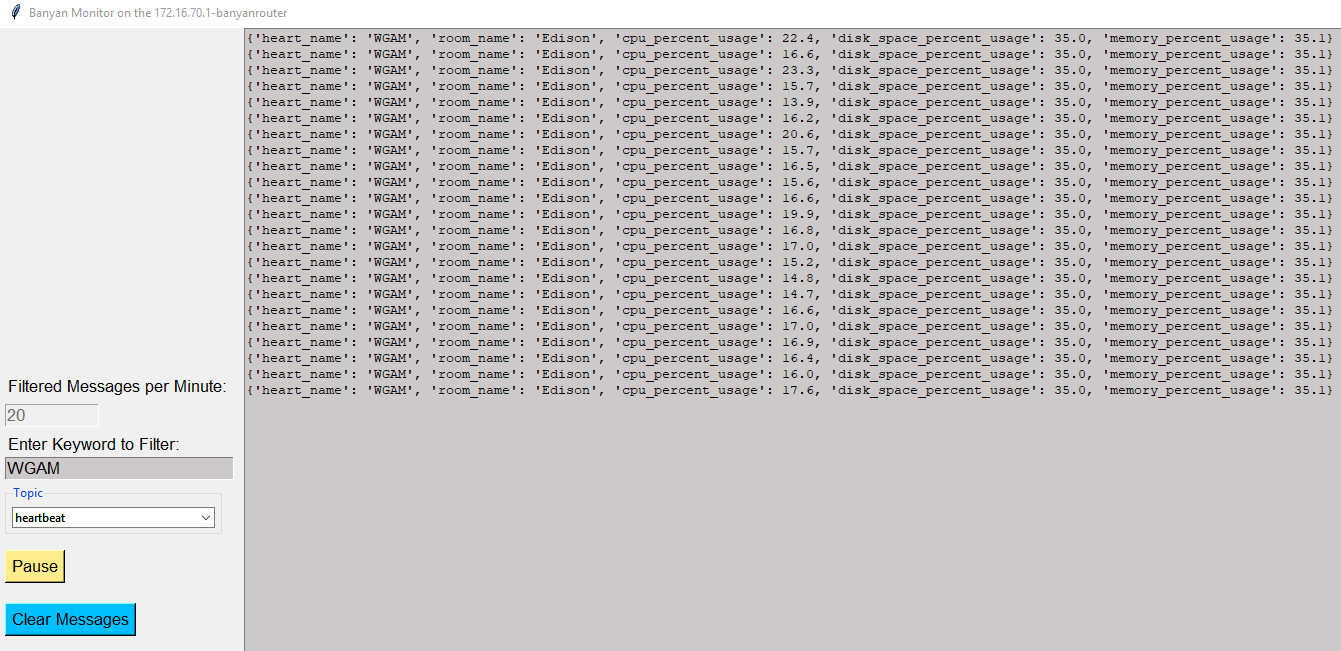 Banyan Monitor on the 172.16.70.1-banyanrouter
{'heart_name': 'WGAM', 'room_name': 'Edison', 'cpu_percent_usage': 22.4, 'disk_space_percent_usage': 35.0, 'memory_percent_usage': 35.1}
{'heart_name': 'WGAM', 'room_name': 'Edison', 'cpu_percent_usage': 16.6, 'disk_space_percent_usage': 35.0, 'memory_percent_usage': 35.1}
{'heart_name': 'WGAM', 'room_name': 'Edison', 'cpu_percent_usage': 23.3, 'disk_space_percent_usage': 35.0, 'memory_percent_usage': 35.1}
{'heart_name': 'WGAM', 'room_name': 'Edison', 'cpu_percent_usage': 15.7, 'disk_space_percent_usage': 35.0, 'memory_percent_usage': 35.1}
{'heart_name': 'WGAM', 'room_name': 'Edison', 'cpu_percent_usage': 13.9, 'disk_space_percent_usage': 35.0, 'memory_percent_usage': 35.1}
{'heart_name': 'WGAM', 'room_name': 'Edison', 'cpu_percent_usage': 16.2, 'disk_space_percent_usage': 35.0, 'memory_percent_usage': 35.1}
{'heart_name': 'WGAM', 'room_name': 'Edison', 'cpu_percent_usage': 20.6, 'disk_space_percent_usage': 35.0, 'memory_percent_usage': 35.1}
{'heart_name': 'WGAM', 'room_name': 'Edison', 'cpu_percent_usage': 15.7, 'disk_space_percent_usage': 35.0, 'memory_percent_usage': 35.1}
{'heart_name': 'WGAM', 'room_name': 'Edison', 'cpu_percent_usage': 16.5, 'disk_space_percent_usage': 35.0, 'memory_percent_usage': 35.1}
{'heart_name': 'WGAM', 'room_name': 'Edison', 'cpu_percent_usage': 15.6, 'disk_space_percent_usage': 35.0, 'memory_percent_usage': 35.1}
{'heart_name': 'WGAM', 'room_name': 'Edison', 'cpu_percent_usage': 16.6, 'disk_space_percent_usage': 35.0, 'memory_percent_usage': 35.1}
{'heart_name': 'WGAM', 'room_name': 'Edison', 'cpu_percent_usage': 19.9, 'disk_space_percent_usage': 35.0, 'memory_percent_usage': 35.1}
{'heart_name': 'WGAM', 'room_name': 'Edison', 'cpu_percent_usage': 16.8, 'disk_space_percent_usage': 35.0, 'memory_percent_usage': 35.1}
{'heart_name': 'WGAM', 'room_name': 'Edison', 'cpu_percent_usage': 17.0, 'disk_space_percent_usage': 35.0, 'memory_percent_usage': 35.1}
{'heart_name': 'WGAM', 'room_name': 'Edison', 'cpu_percent_usage': 15.2, 'disk_space_percent_usage': 35.0, 'memory_percent_usage': 35.1}
{'heart_name': 'WGAM', 'room_name': 'Edison', 'cpu_percent_usage': 14.8, 'disk_space_percent_usage': 35.0, 'memory_percent_usage': 35.1}
{'heart_name': 'WGAM', 'room_name': 'Edison', 'cpu_percent_usage': 14.7, 'disk_space_percent_usage': 35.0, 'memory_percent_usage': 35.1}
{'heart_name': 'WGAM', 'room_name': 'Edison', 'cpu_percent_usage': 16.6, 'disk_space_percent_usage': 35.0, 'memory_percent_usage': 35.1}
{'heart_name': 'WGAM', 'room_name': 'Edison', 'cpu_percent_usage': 17.0, 'disk_space_percent_usage': 35.0, 'memory_percent_usage': 35.1}
{'heart_name': 'WGAM', 'room_name': 'Edison', 'cpu_percent_usage': 16.9, 'disk_space_percent_usage': 35.0, 'memory_percent_usage': 35.1}
{'heart_name': 'WGAM', 'room_name': 'Edison', 'cpu_percent_usage': 16.4, 'disk_space_percent_usage': 35.0, 'memory_percent_usage': 35.1}
{'heart_name': 'WGAM', 'room_name': 'Edison', 'cpu_percent_usage': 16.0, 'disk_space_percent_usage': 35.0, 'memory_percent_usage': 35.1}
{'heart_name': 'WGAM', 'room_name': 'Edison', 'cpu_percent_usage': 17.6, 'disk_space_percent_usage': 35.0, 'memory_percent_usage': 35.1}
Filtered Messages per Minute:
20
Enter Keyword to Filter:
WGAM
Topic
heartbeat
Pause
Clear Messages